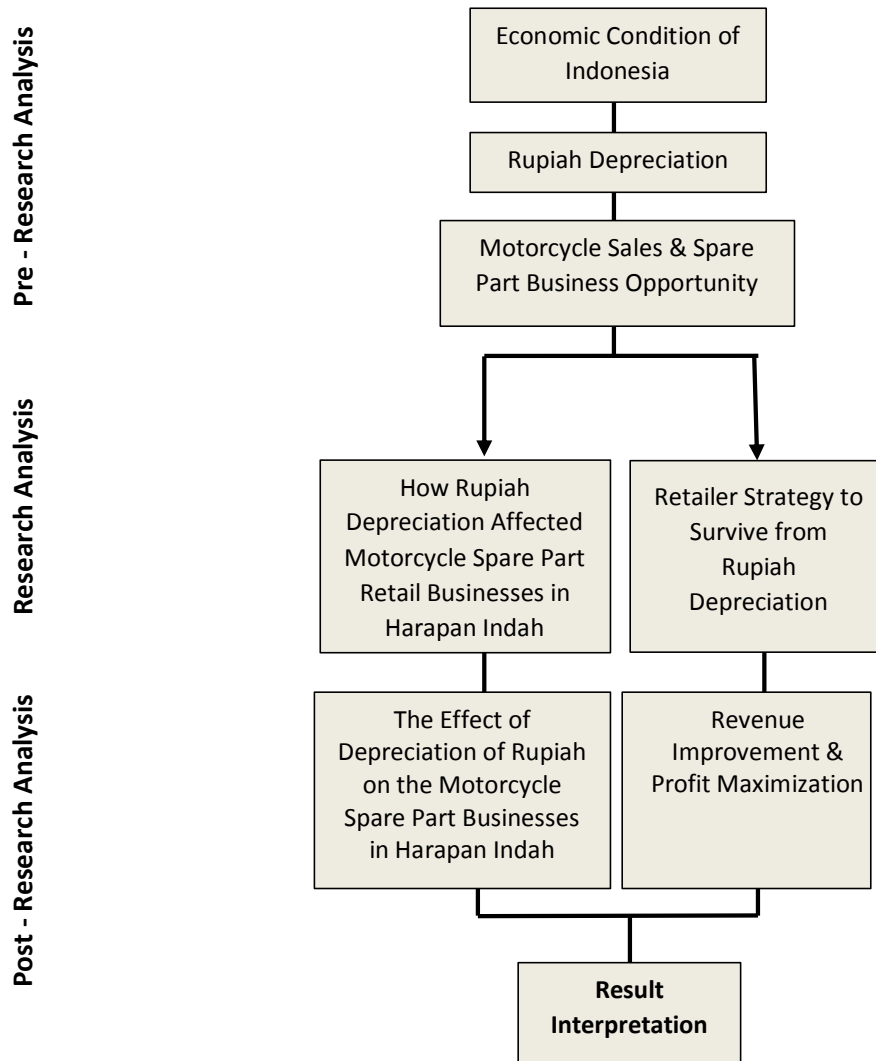 Pre - Research Analysis
Economic Condition of
Indonesia
Rupiah Depreciation
Motorcycle Sales & Spare
Part Business Opportunity
Research Analysis
How Rupiah
Depreciation Affected
Motorcycle Spare Part
Retail Businesses in
Harapan Indah
Retailer Strategy to
Survive from
Rupiah
Depreciation
Post - Research Analysis
The Effect of
Depreciation of Rupiah
on the Motorcycle
Spare Part Businesses
in Harapan Indah
Revenue
Improvement &
Profit Maximization
Result
Interpretation